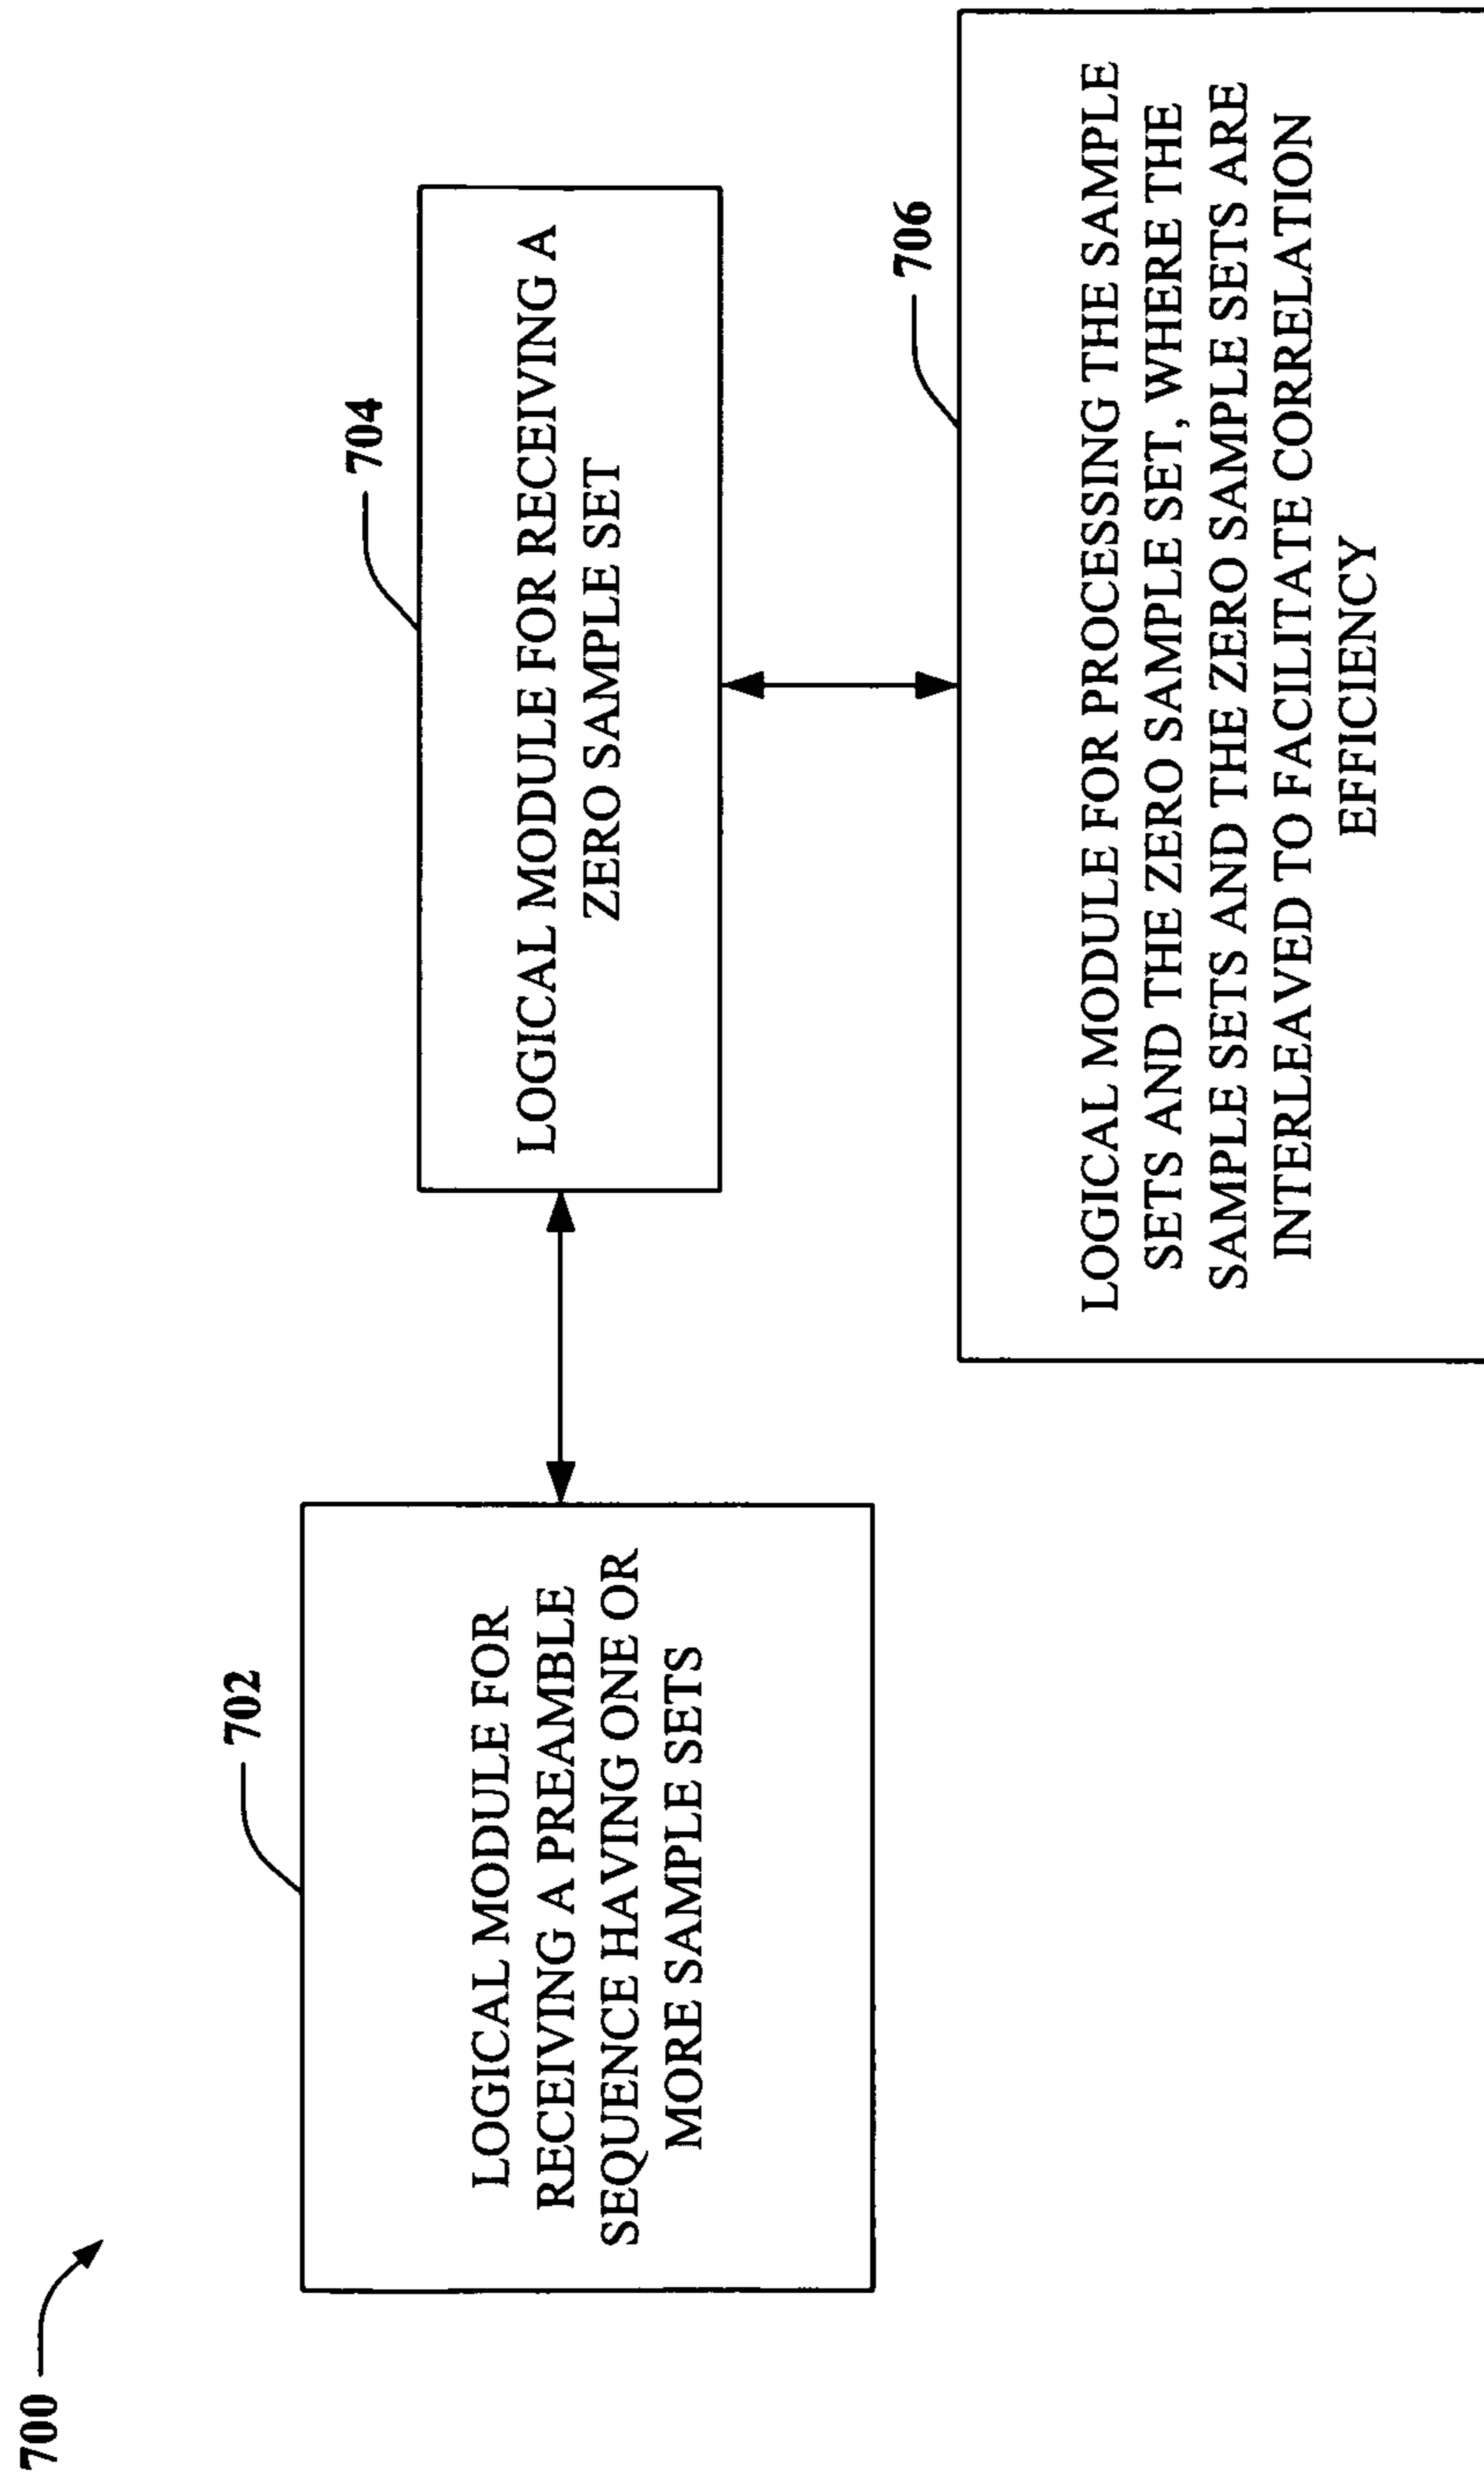 700
702
LOGICAL MODULE FOR
RECEIVING A PREAMBLE
SEQUENCE HAVING ONE OR
MORE SAMPLE SETS
704
LOGICAL MODULE FOR RECEIVING A
ZERO SAMPLE SET
706
LOGICAL MODULE FOR PROCESSING THE SAMPLE
SETS AND THE ZERO SAMPLE SET, WHERE THE
SAMPLE SETS AND THE ZERO SAMPLE SETS ARE
INTERLEAVED TO FACILITATE CORRELATION
EFFICIENCY